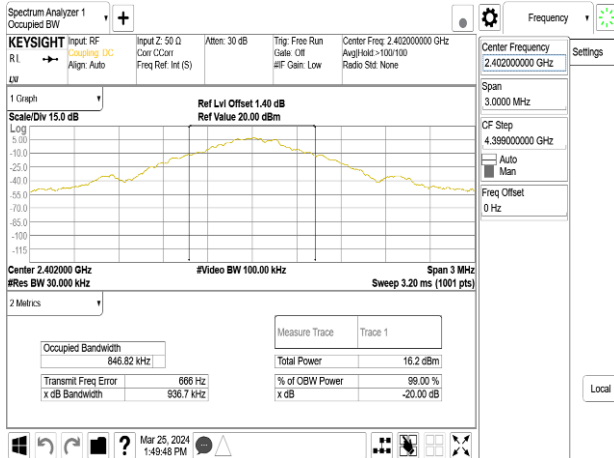 Spectrum Analyzer 1
Occupied BW
+
Frequency
KEYSIGHT
RL
Input: RF
Coupling: DC
Align: Auto
Input Z: 50 Ω
Corr CCorr
Freq Ref: Int (S)
Atten: 30 dB
Trig: Free Run
Gate: Off
#IF Gain: Low
Center Freq: 2.402000000 GHz
Avg|Hold:>100/100
Radio Std: None
LNI
Center Frequency
2.402000000 GHz
Settings
Span
3.0000 MHz
CF Step
4.399000000 GHz
Auto
Man
Freq Offset
0 Hz
Local
1 Graph
Scale/Div 15.0 dB
Ref Lvl Offset 1.40 dB
Ref Value 20.00 dBm
Log
5.00
-10.0
-25.0
-40.0
-55.0
-70.0
-85.0
-100
-115
Center 2.402000 GHz
#Res BW 30.000 kHz
#Video BW 100.00 kHz
Span 3 MHz
Sweep 3.20 ms (1001 pts)
2 Metrics
Measure Trace
Trace 1
Occupied Bandwidth
846.82 kHz
Total Power
16.2 dBm
Transmit Freq Error
666 Hz
% of OBW Power
99.00 %
x dB Bandwidth
936.7 kHz
x dB
-20.00 dB
?
Mar 25, 2024
1:49:48 PM